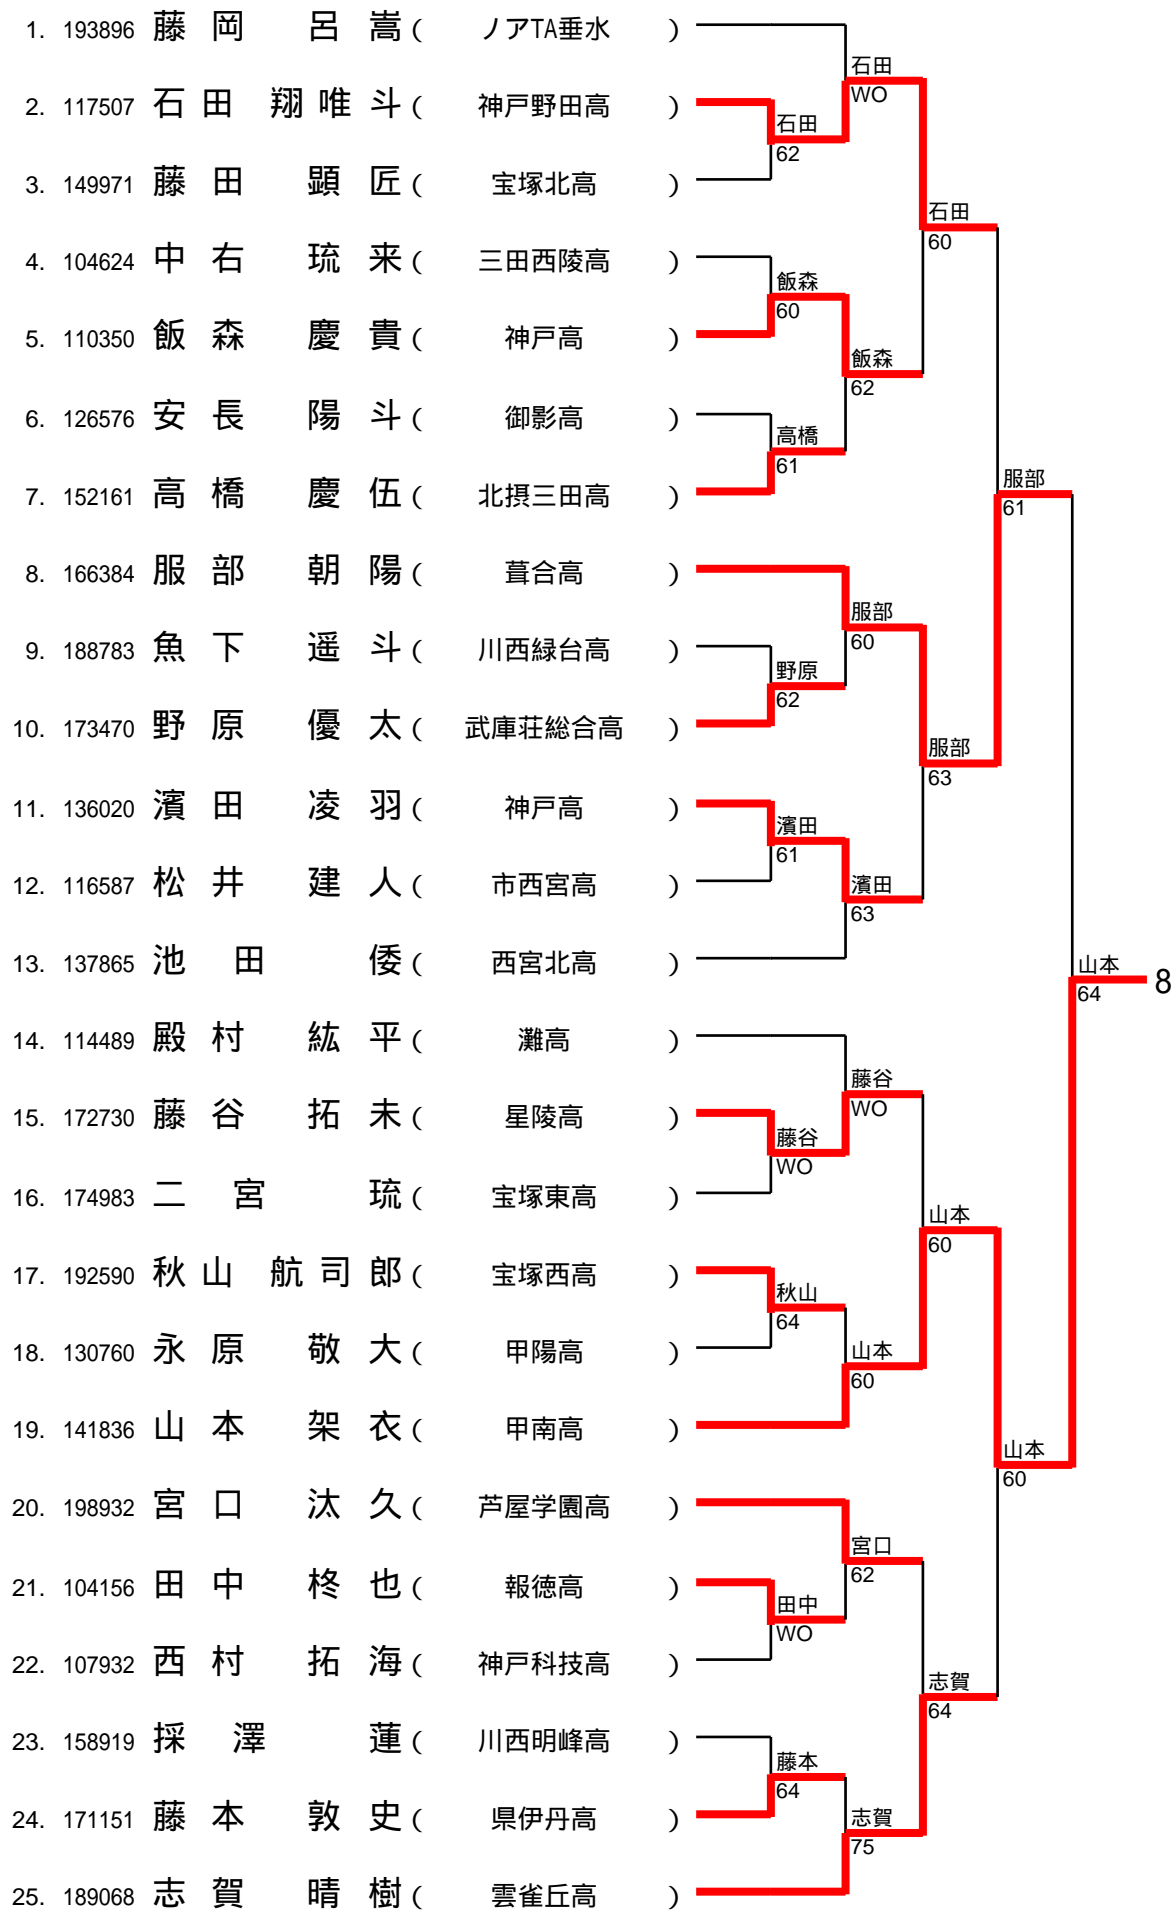 1. 193896 藤岡 呂嵩 ( ノアTA垂水 )
石田
WO
2. 117507 石田 翔唯斗 ( 神戸野田高 )
石田
62
3. 149971 藤田 顕匠 ( 宝塚北高 )
石田
60
4. 104624 中右 琉来 ( 三田西陵高 )
飯森
60
5. 110350 飯森 慶貴 ( 神戸高 )
飯森
62
6. 126576 安長 陽斗 ( 御影高 )
高橋
61
7. 152161 高橋 慶伍 ( 北摂三田高 )
服部
61
8. 166384 服部 朝陽 ( 葺合高 )
服部
60
9. 188783 魚下 遥斗 ( 川西緑台高 )
野原
62
10. 173470 野原 優太 ( 武庫荘総合高 )
服部
63
11. 136020 濱田 凌羽 ( 神戸高 )
濱田
61
12. 116587 松井 建人 ( 市西宮高 )
濱田
63
13. 137865 池田 倭 ( 西宮北高 )
山本
64
8
14. 114489 殿村 紘平 ( 灘高 )
藤谷
WO
15. 172730 藤谷 拓未 ( 星陵高 )
藤谷
WO
16. 174983 二宮 琉 ( 宝塚東高 )
山本
60
17. 192590 秋山 航司郎 ( 宝塚西高 )
秋山
64
18. 130760 永原 敬大 ( 甲陽高 )
山本
60
19. 141836 山本 架衣 ( 甲南高 )
山本
60
20. 198932 宮口 汰久 ( 芦屋学園高 )
宮口
62
21. 104156 田中 柊也 ( 報徳高 )
田中
WO
22. 107932 西村 拓海 ( 神戸科技高 )
志賀
64
23. 158919 採澤 蓮 ( 川西明峰高 )
藤本
64
24. 171151 藤本 敦史 ( 県伊丹高 )
志賀
75
25. 189068 志賀 晴樹 ( 雲雀丘高 )